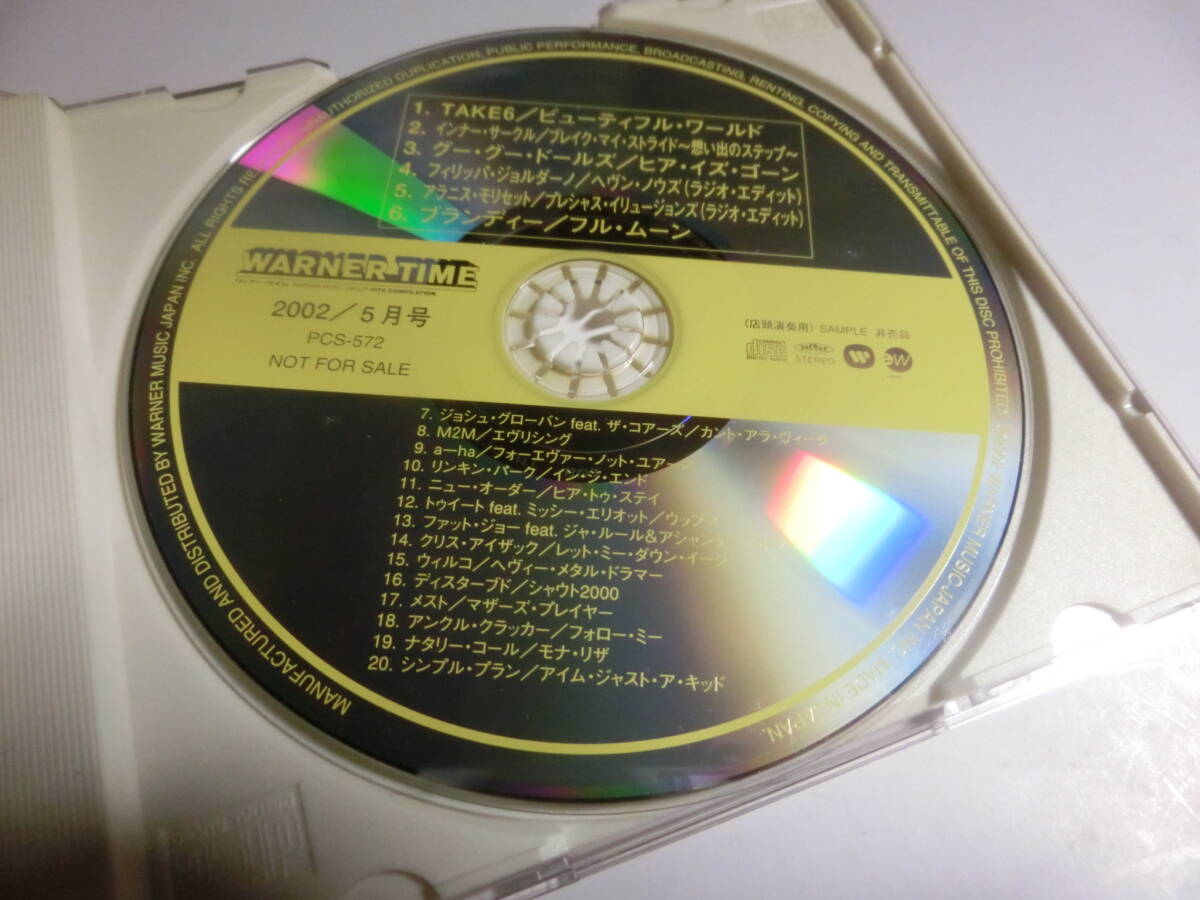 1. TAKE6／ビューティフル・ワールド
2. インナー・サークル／ブレイク・マイ・ストライド～想い出のステップ～
3. グー・グー・ドールズ／ヒア・イズ・ゴーン
4. フィリッパ・ジョルダーノ／ヘヴン・ノウズ(ラジオ・エディット)
5. アラニス・モリセット／プレシャス・イリュージョンズ(ラジオ・エディット)
6. ブランディー／フル・ムーン
WARNER TIME
WARNER MUSIC GROUP HITS COMPILATION
2002／5月号
PCS-572
NOT FOR SALE
(店頭演奏用) SAMPLE 非売品
COMPACT disc DIGITAL AUDIO
STEREO
7. ジョシュ・グローバン feat. ザ・コアーズ／カント・アラ・ヴィータ
8. M2M／エヴリシング
9. a—ha／フォーエヴァー・ノット・ユアーズ
10. リンキン・パーク／イン・ジ・エンド
11. ニュー・オーダー／ヒア・トゥ・ステイ
12. トゥイート feat. ミッシー・エリオット／ウップス
13. ファット・ジョー feat. ジャ・ルール&アシャンティ
14. クリス・アイザック／レット・ミー・ダウン・イージー
15. ウィルコ／ヘヴィー・メタル・ドラマー
16. ディスターブド／シャウト2000
17. メスト／マザーズ・プレイヤー
18. アンクル・クラッカー／フォロー・ミー
19. ナタリー・コール／モナ・リザ
20. シンプル・プラン／アイム・ジャスト・ア・キッド
MANUFACTURED AND DISTRIBUTED BY WARNER MUSIC JAPAN INC. ALL RIGHTS UNAUTHORIZED DUPLICATION, PUBLIC PERFORMANCE, BROADCASTING, RENTING, COPYING AND TRANSMITTABLE OF THIS DISC PROHIBITED. WARNER MUSIC JAPAN INC. MADE IN JAPAN.